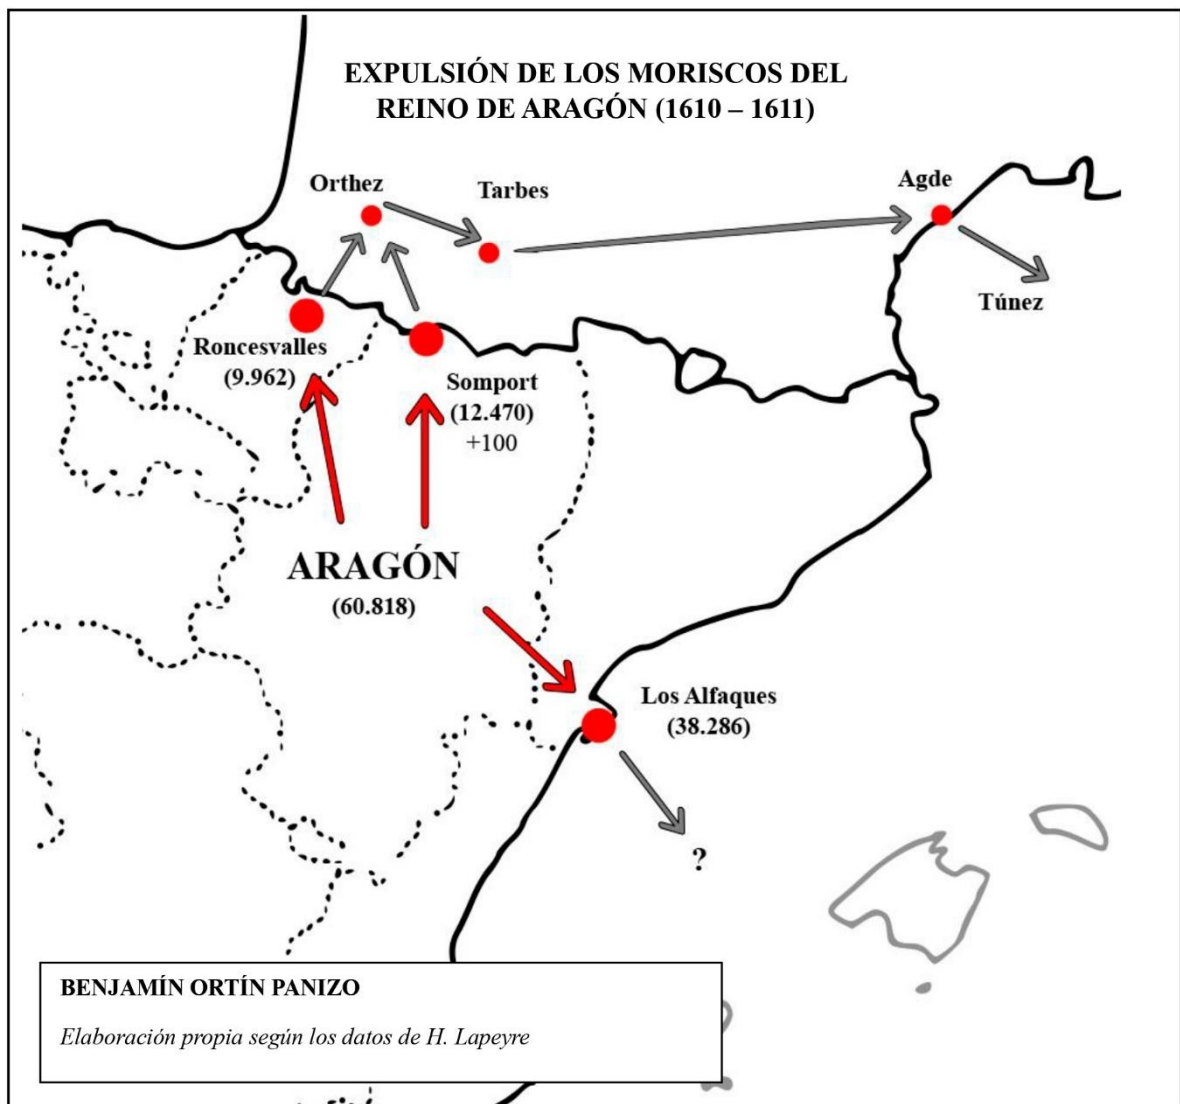 EXPULSIÓN DE LOS MORISCOS DEL
REINO DE ARAGÓN (1610 – 1611)
Orthez
Tarbes
Agde
Túnez
Roncesvalles
(9.962)
Somport
(12.470)
+100
ARAGÓN
(60.818)
Los Alfaques
(38.286)
?
BENJAMÍN ORTÍN PANIZO
Elaboración propia según los datos de H. Lapeyre